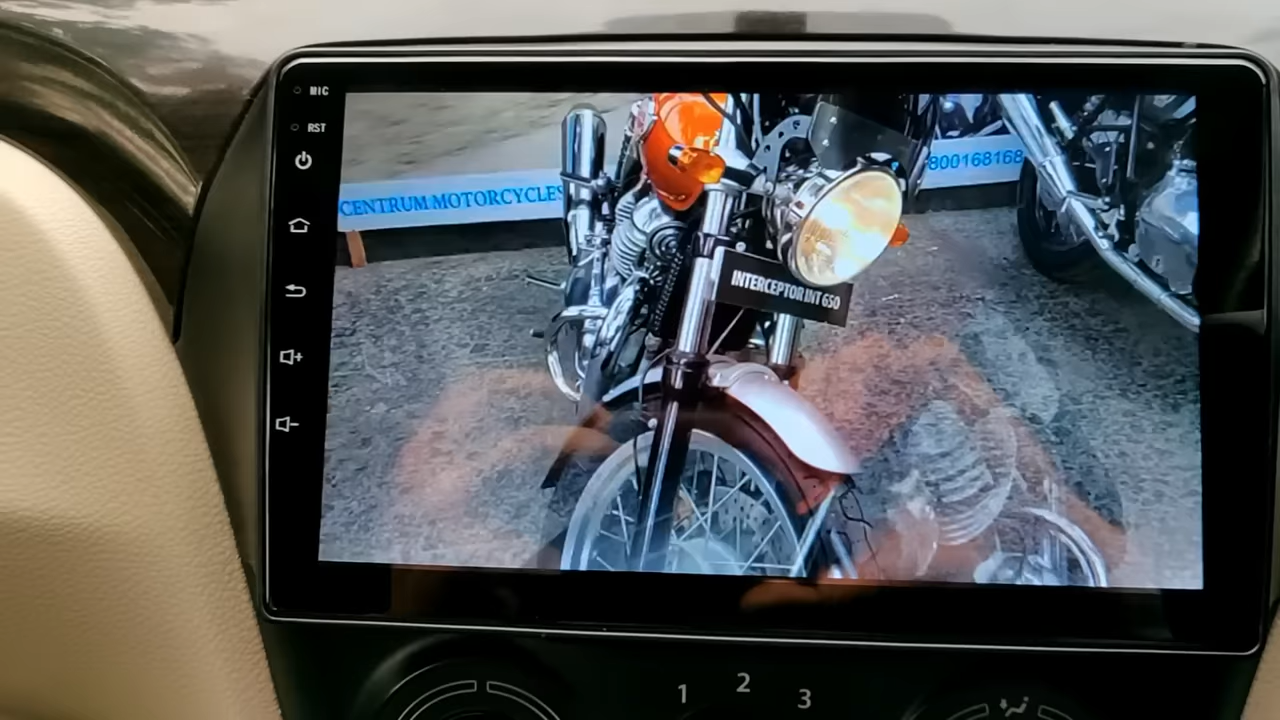 MIC
RST
CENTRUM MOTORCYCLES
800168168
INTERCEPTOR INT 650
1
2
3